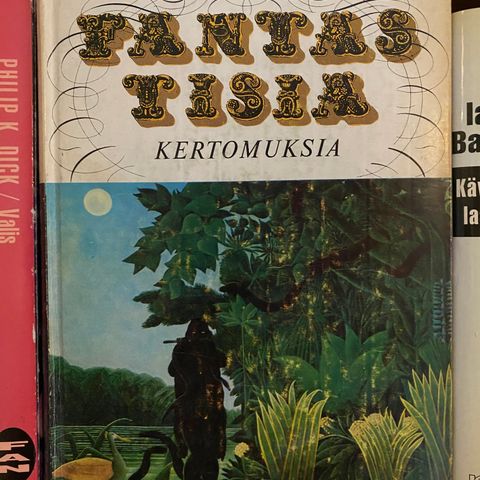 PHILIP K. DICK / Valis
FANTAS
TISIA
KERTOMUKSIA